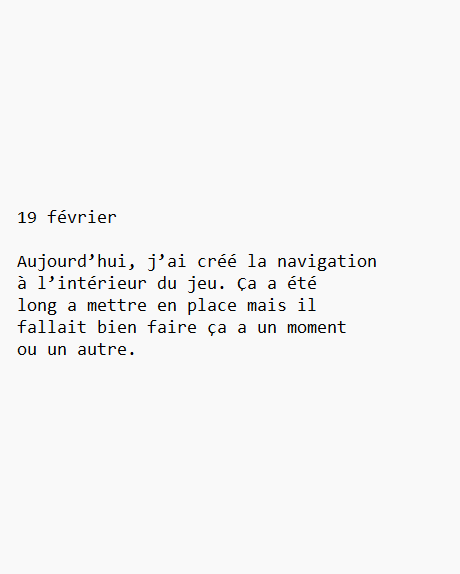 19 février
Aujourd’hui, j’ai créé la navigation
à l’intérieur du jeu. Ça a été
long a mettre en place mais il
fallait bien faire ça a un moment
ou un autre.